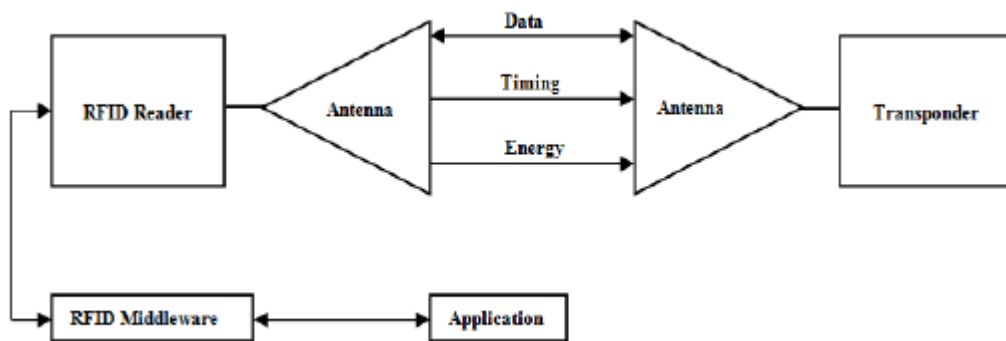 Data
Timing
RFID Reader
Antenna
Antenna
Transponder
Energy
RFID Middleware
Application